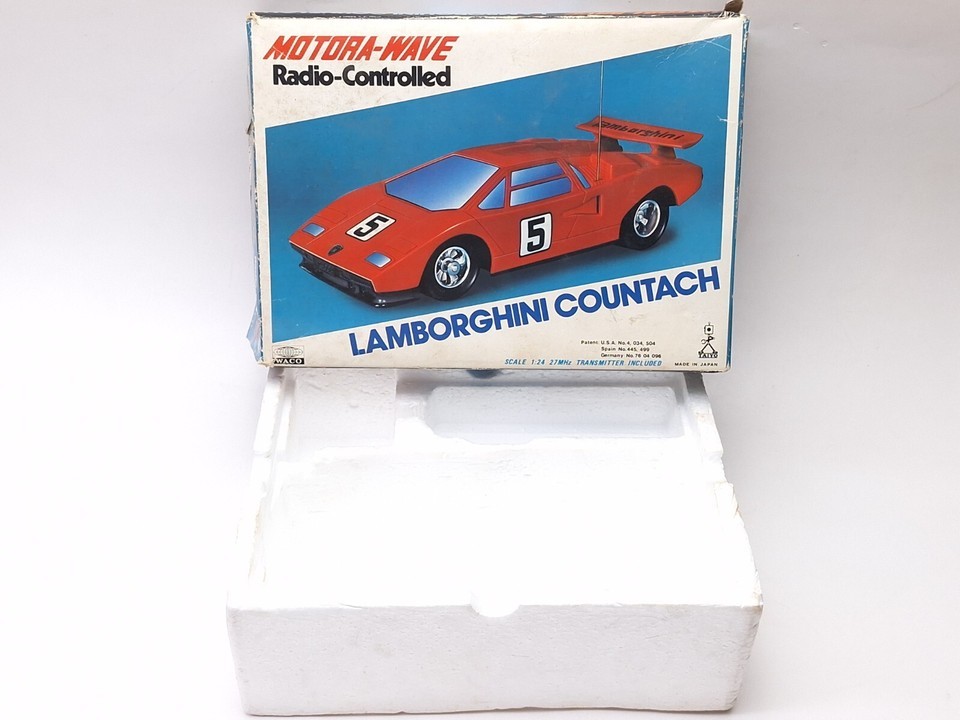 MOTORA-WAVE
Radio-Controlled
Lamborghini
5
5
LAMBORGHINI COUNTACH
Patent: U.S.A. No.4, 034, 504
Spain No.445, 499
Germany No.76 04 096
SCALE 1:24 27MHz TRANSMITTER INCLUDED
WACO
TAIYO
MADE IN JAPAN